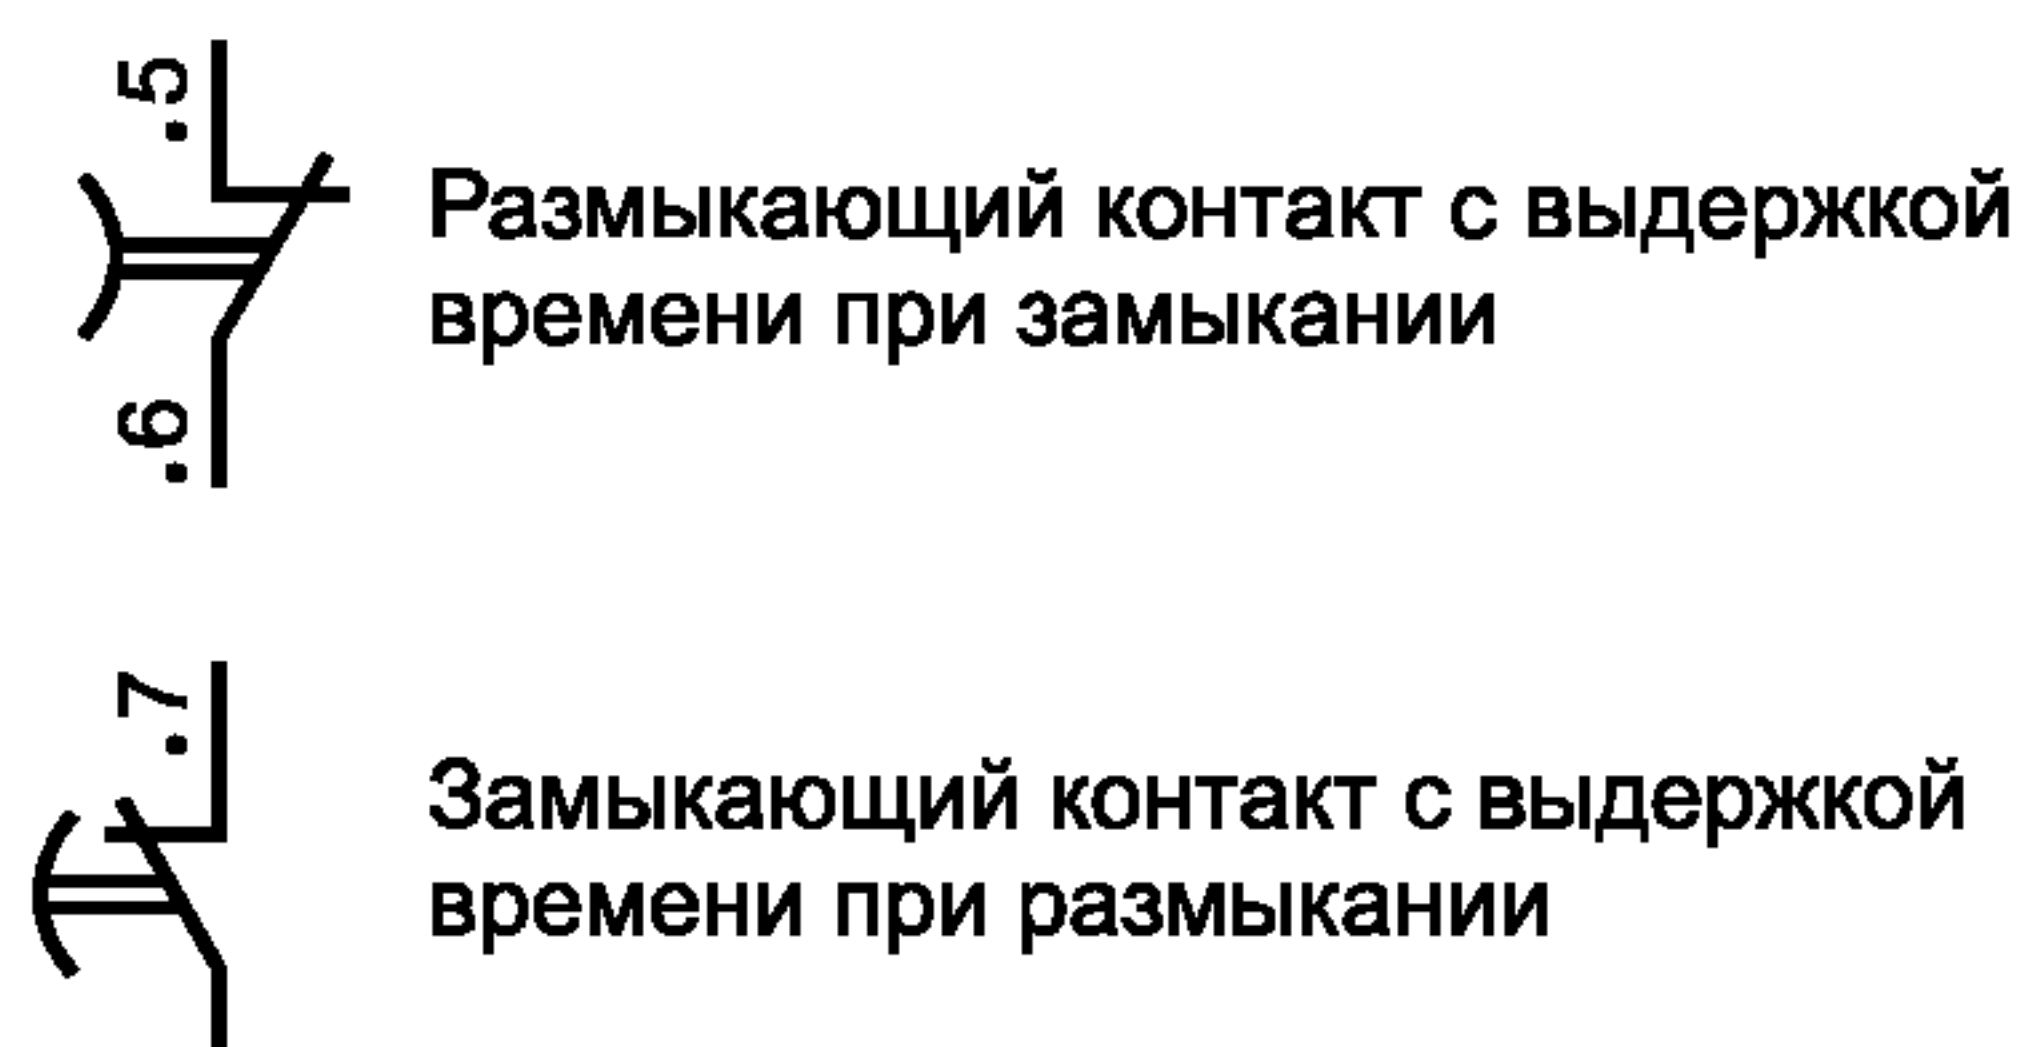 .5
Размыкающий контакт с выдержкой
времени при замыкании
.6
.7
Замыкающий контакт с выдержкой
времени при размыкании